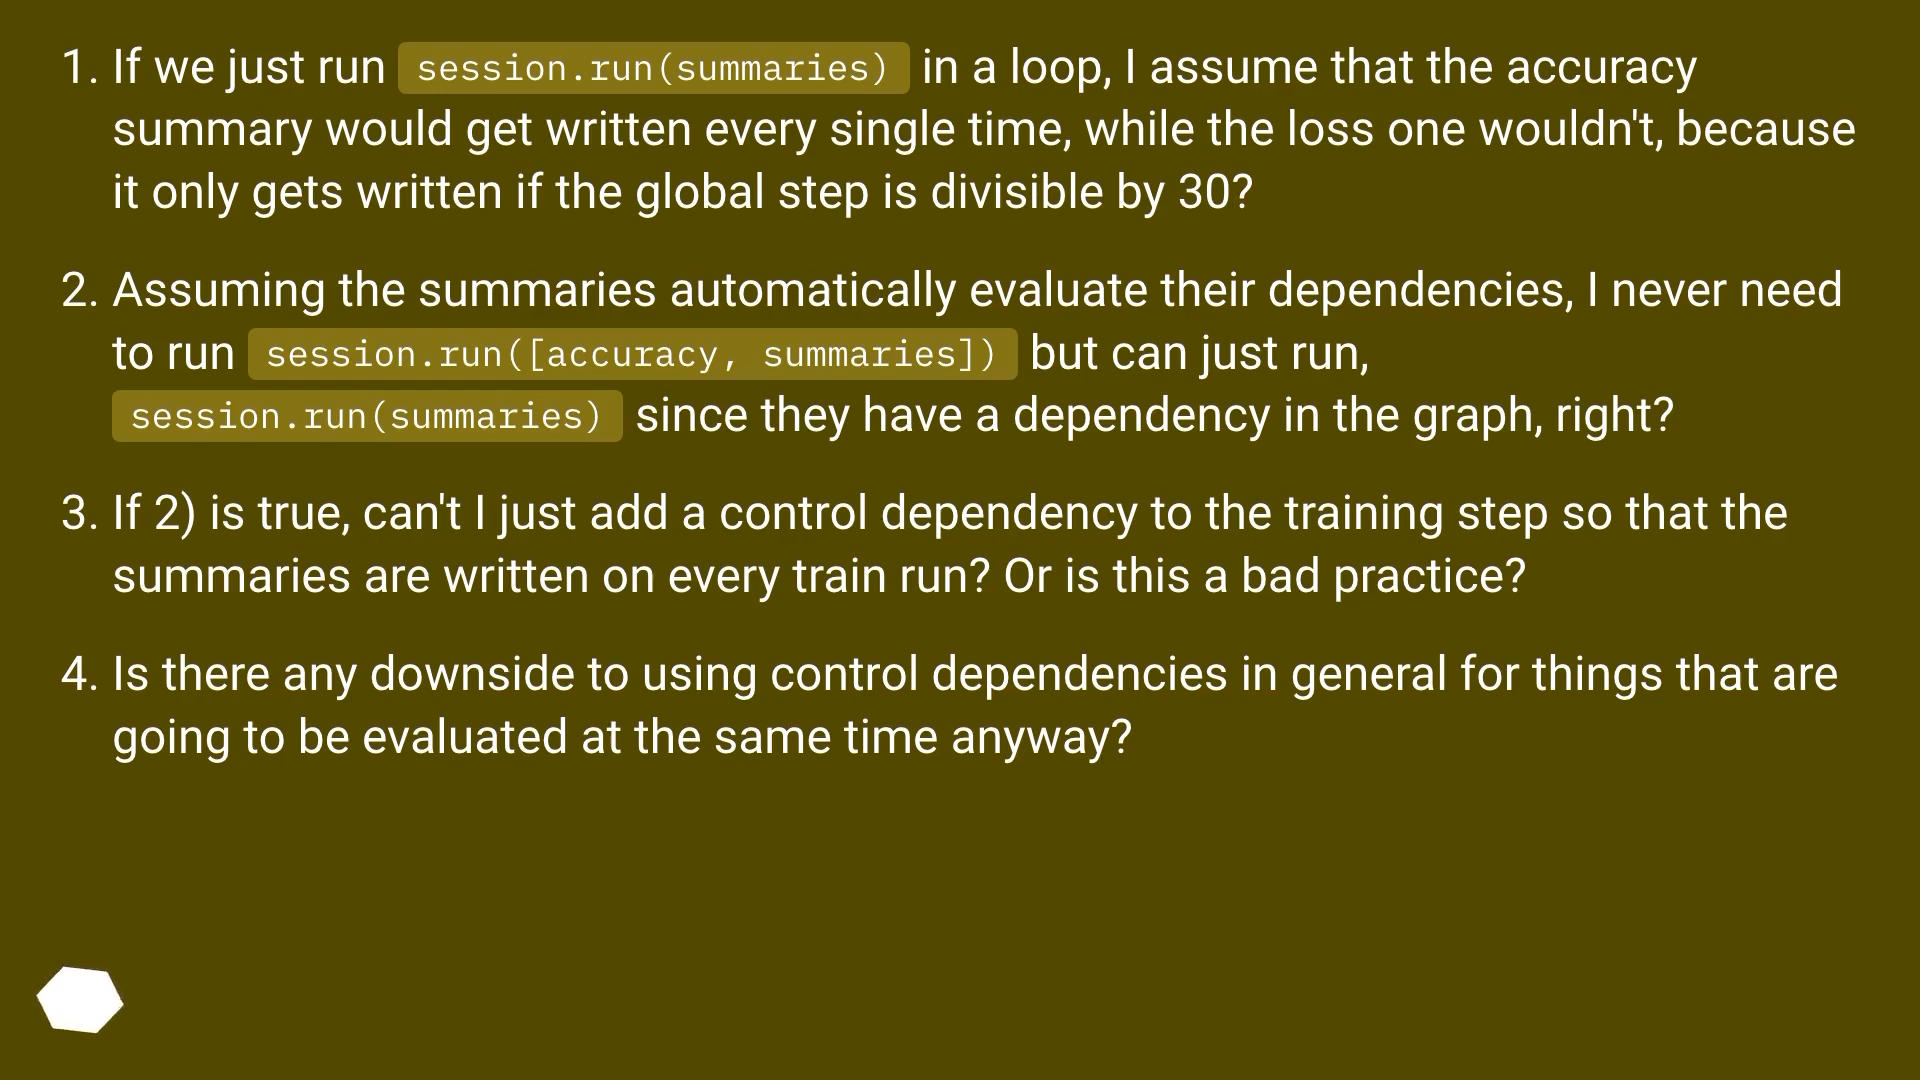 1. If we just run session.run(summaries) in a loop, I assume that the accuracy
summary would get written every single time, while the loss one wouldn't, because
it only gets written if the global step is divisible by 30?
2. Assuming the summaries automatically evaluate their dependencies, I never need
to run session.run([accuracy, summaries]) but can just run,
session.run(summaries) since they have a dependency in the graph, right?
3. If 2) is true, can't I just add a control dependency to the training step so that the
summaries are written on every train run? Or is this a bad practice?
4. Is there any downside to using control dependencies in general for things that are
going to be evaluated at the same time anyway?